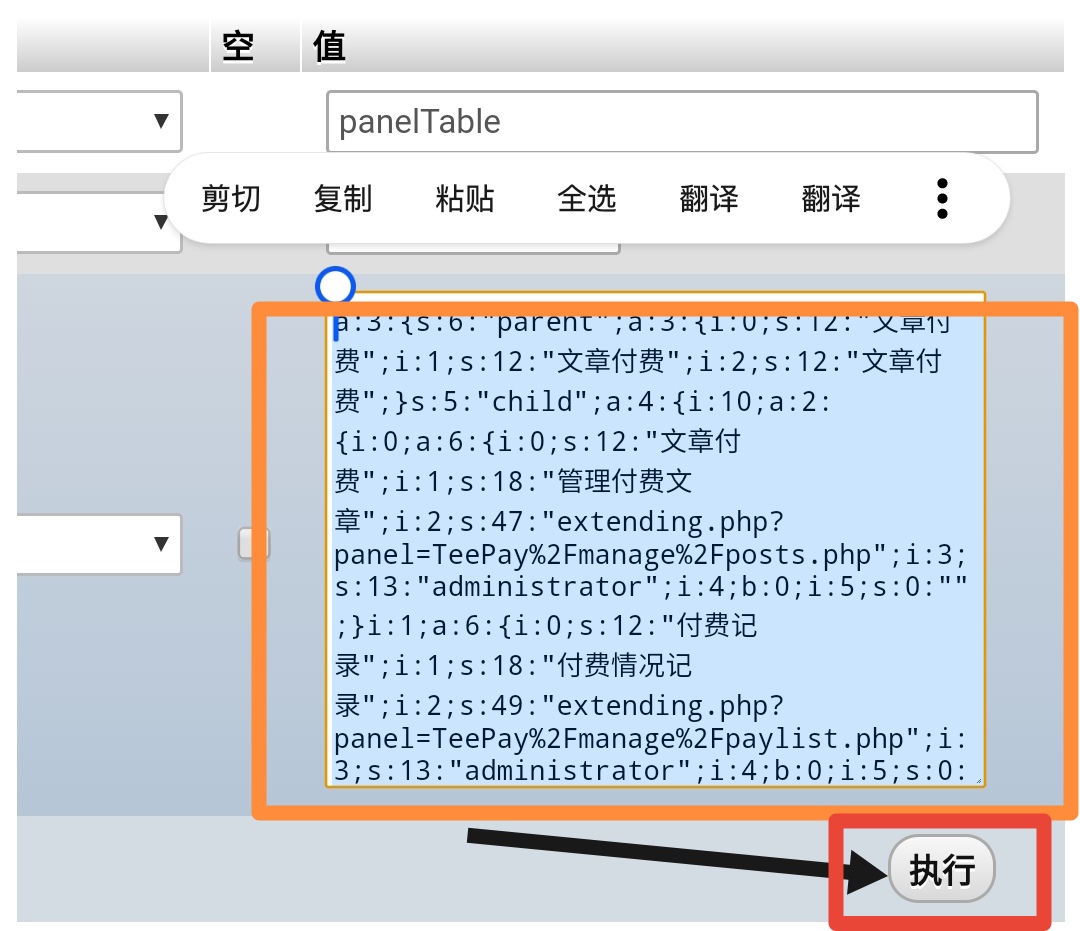 空 值
panelTable
剪切 复制 粘贴 全选 翻译 翻译
a:3:{s:6:"parent";a:3:{i:0;s:12:"文章付
费";i:1;s:12:"文章付费";i:2;s:12:"文章付
费";}s:5:"child";a:4:{i:10;a:2:
{i:0;a:6:{i:0;s:12:"文章付
费";i:1;s:18:"管理付费文
章";i:2;s:47:"extending.php?
panel=TeePay%2Fmanage%2Fposts.php";i:3;
s:13:"administrator";i:4;b:0;i:5;s:0:""
;}i:1;a:6:{i:0;s:12:"付费记
录";i:1;s:18:"付费情况记
录";i:2;s:49:"extending.php?
panel=TeePay%2Fmanage%2Fpaylist.php";i:
3;s:13:"administrator";i:4;b:0;i:5;s:0:
执行